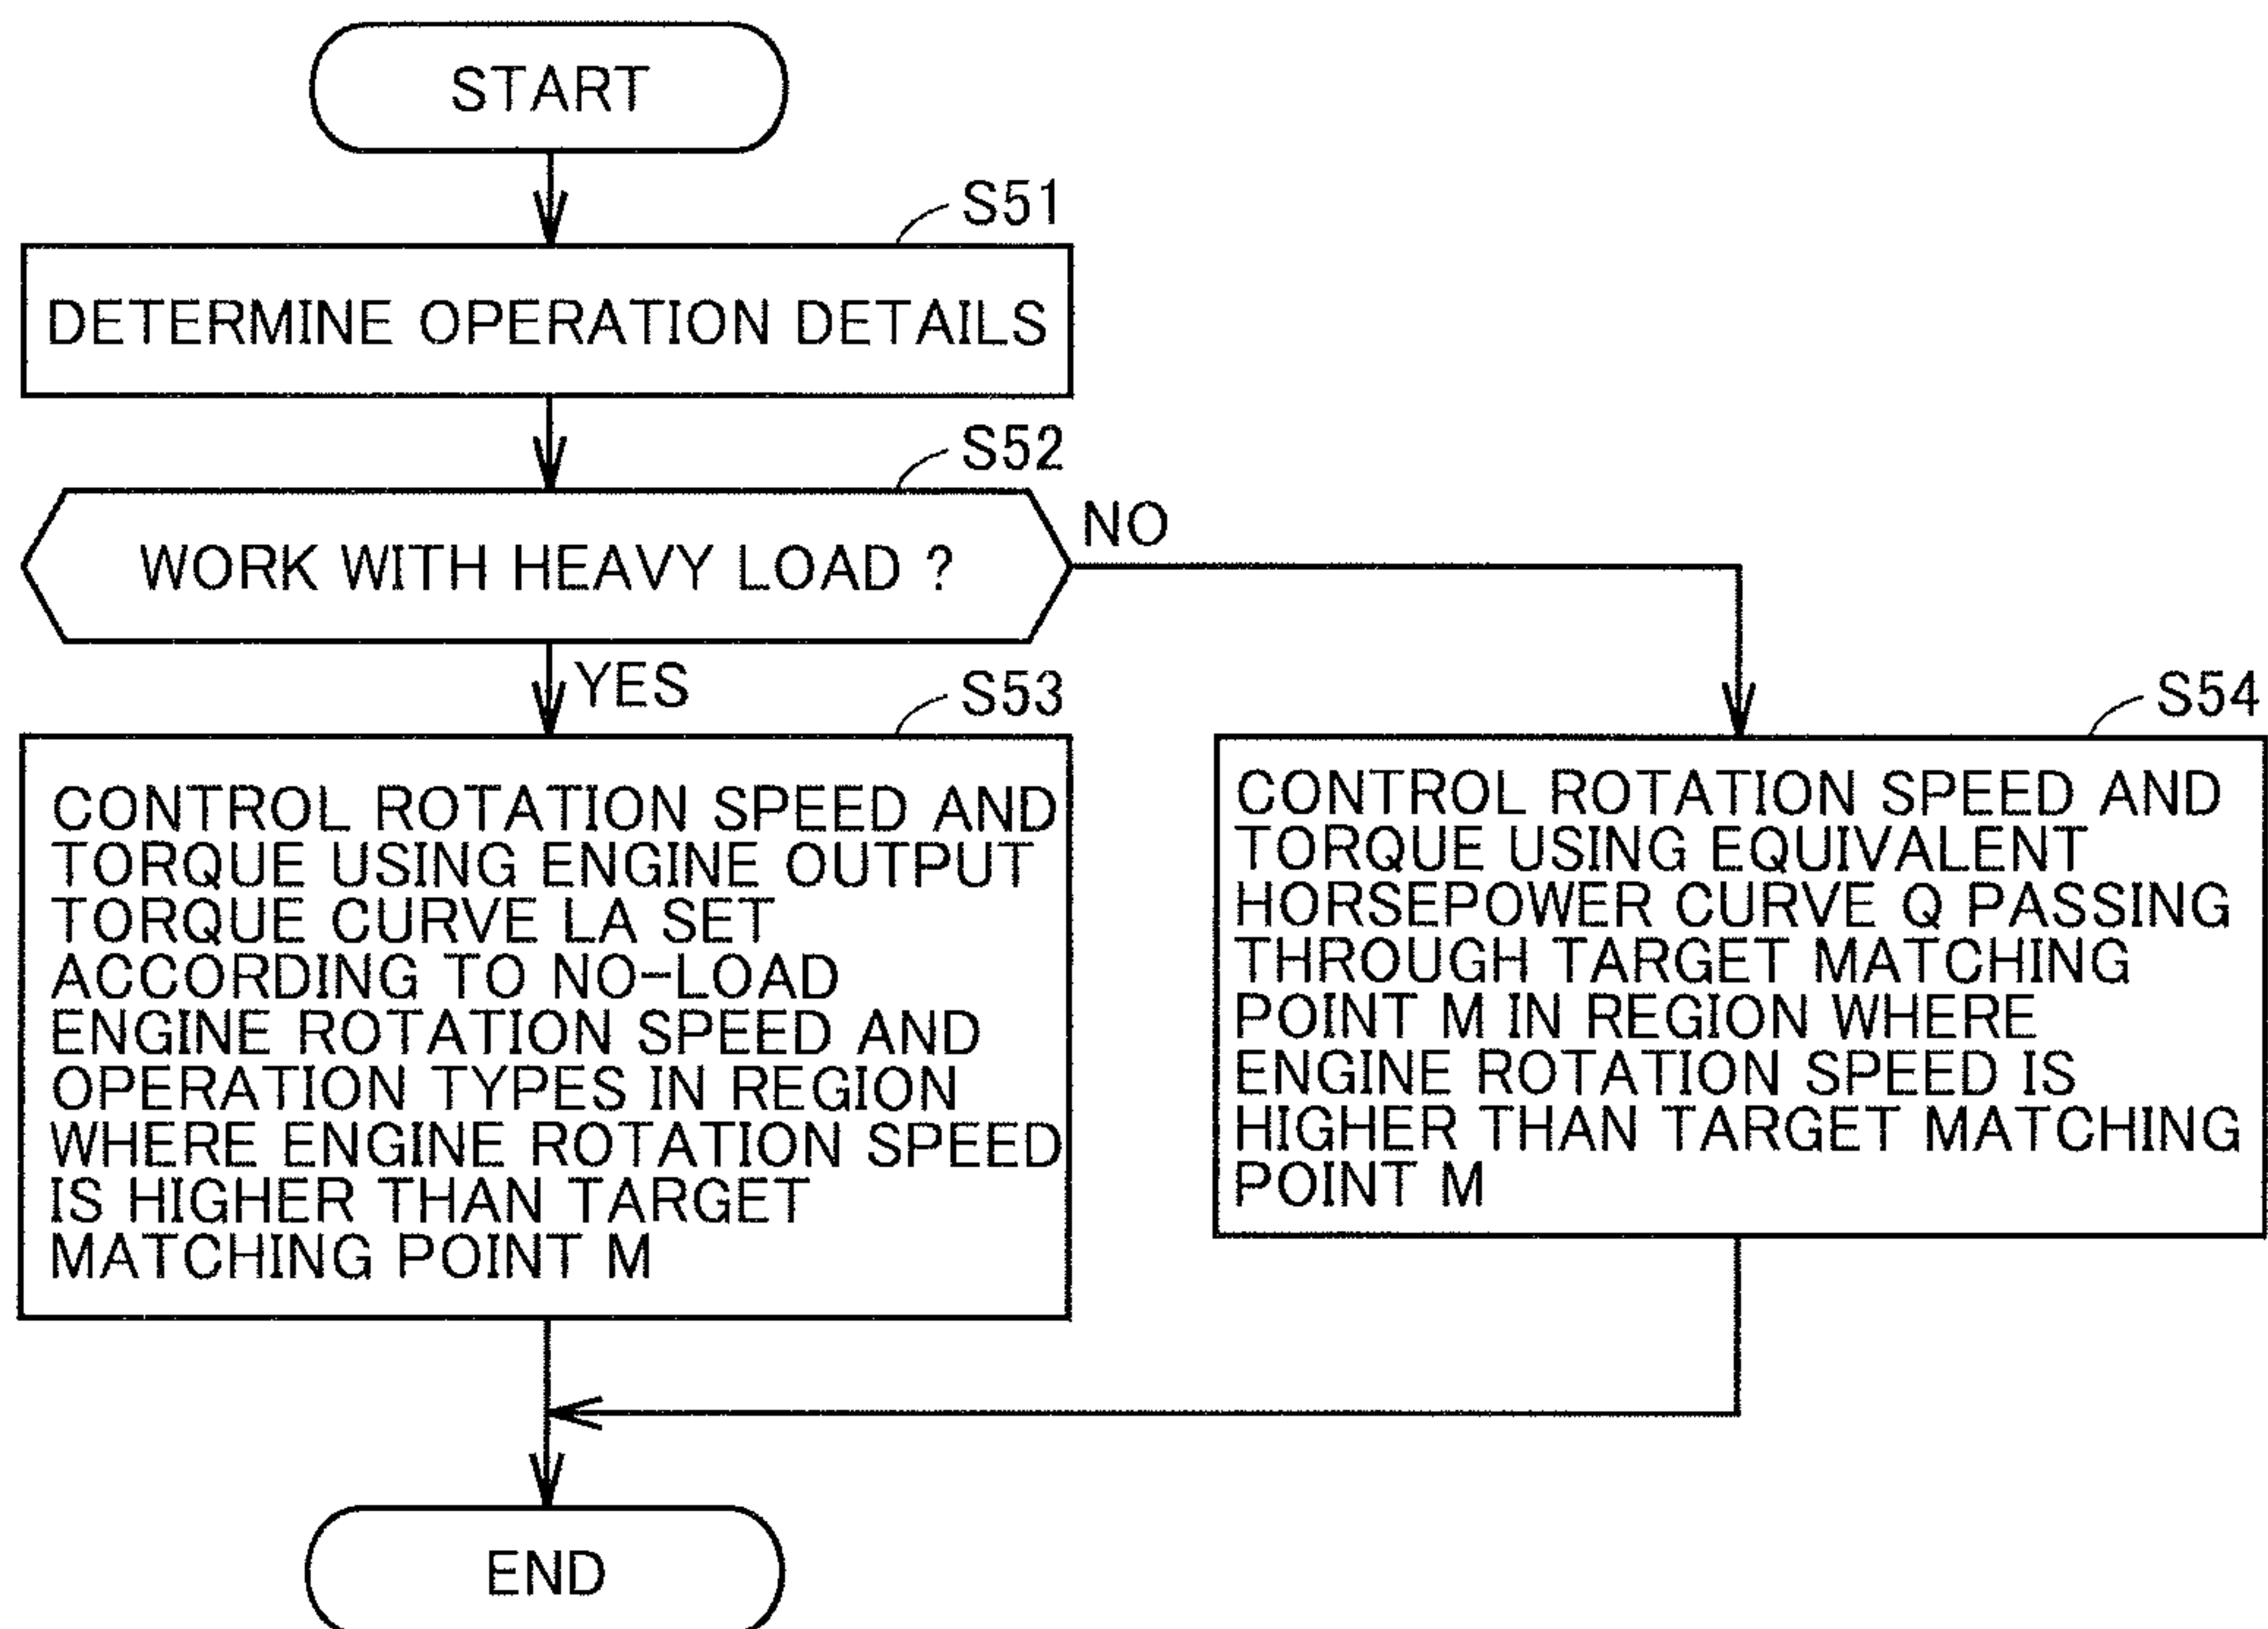 START
S51
DETERMINE OPERATION DETAILS
S52
WORK WITH HEAVY LOAD ?
NO
YES
S53
CONTROL ROTATION SPEED AND
TORQUE USING ENGINE OUTPUT
TORQUE CURVE LA SET
ACCORDING TO NO-LOAD
ENGINE ROTATION SPEED AND
OPERATION TYPES IN REGION
WHERE ENGINE ROTATION SPEED
IS HIGHER THAN TARGET
MATCHING POINT M
S54
CONTROL ROTATION SPEED AND
TORQUE USING EQUIVALENT
HORSEPOWER CURVE Q PASSING
THROUGH TARGET MATCHING
POINT M IN REGION WHERE
ENGINE ROTATION SPEED IS
HIGHER THAN TARGET MATCHING
POINT M
END